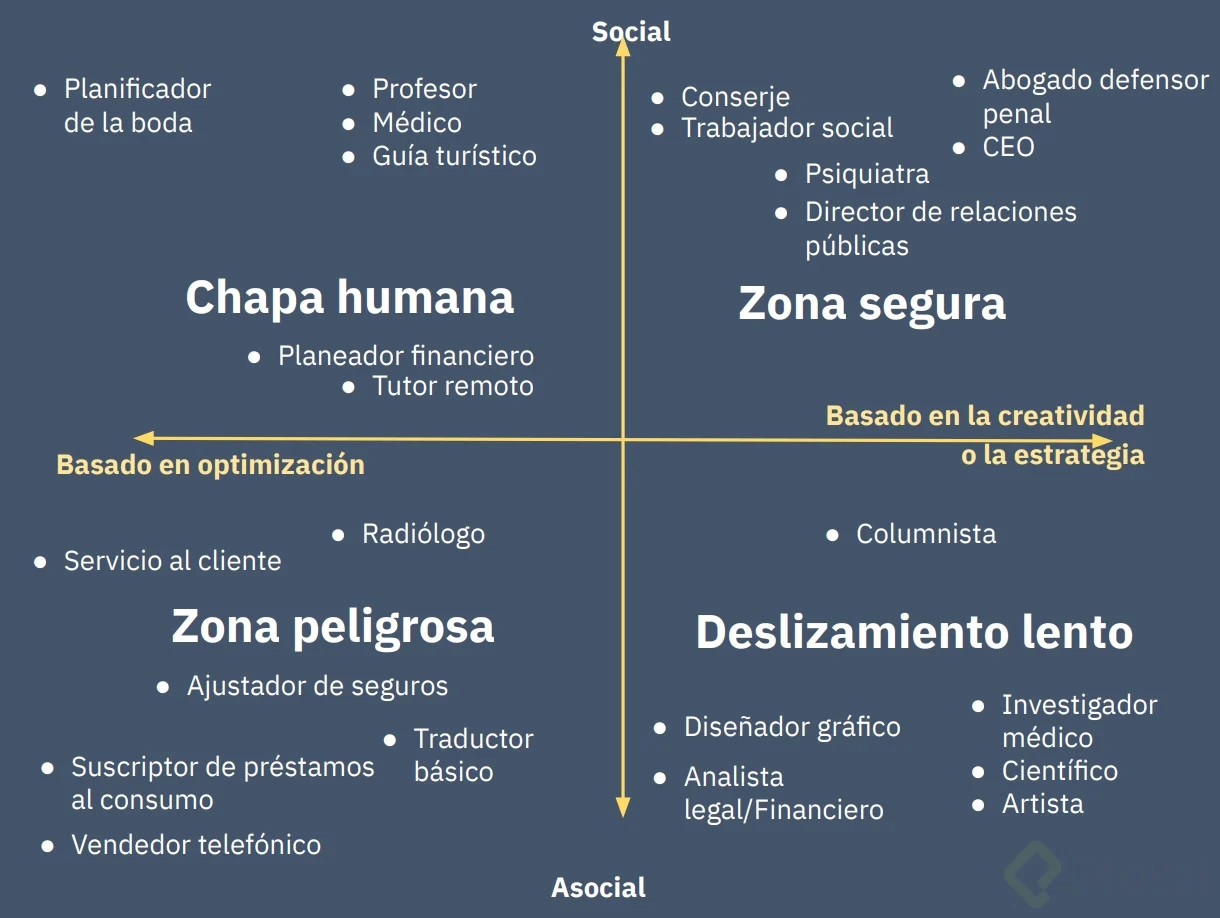 Social
Planificador
de la boda
Profesor
Médico
Guía turístico
Conserje
Trabajador social
Abogado defensor
penal
CEO
Psiquiatra
Director de relaciones
públicas
Chapa humana
Zona segura
Planeador financiero
Tutor remoto
Basado en la creatividad
o la estrategia
Basado en optimización
Radiólogo
Servicio al cliente
Columnista
Zona peligrosa
Deslizamiento lento
Ajustador de seguros
Traductor
básico
Suscriptor de préstamos
al consumo
Vendedor telefónico
Diseñador gráfico
Analista
legal/Financiero
Investigador
médico
Científico
Artista
Asocial